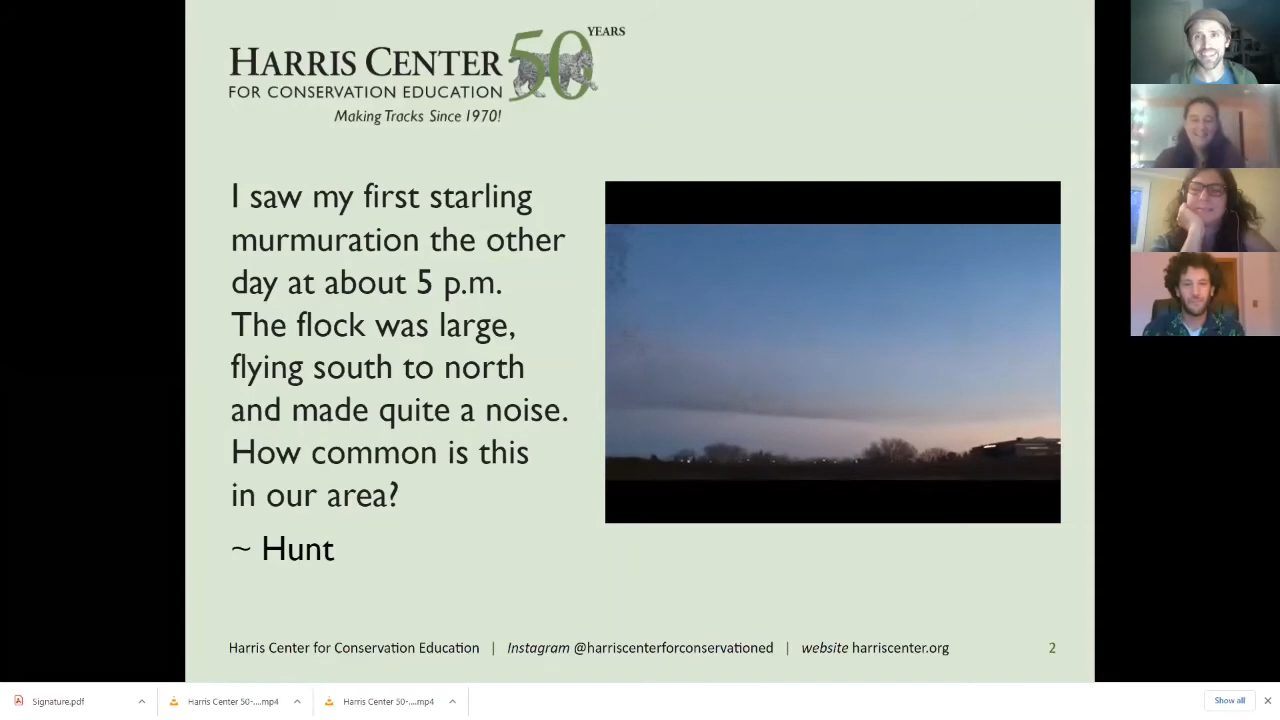 HARRIS CENTER 50 YEARS
FOR CONSERVATION EDUCATION
Making Tracks Since 1970!
I saw my first starling
murmuration the other
day at about 5 p.m.
The flock was large,
flying south to north
and made quite a noise.
How common is this
in our area?
~ Hunt
Harris Center for Conservation Education | Instagram @harriscenterforconservationed | website harriscenter.org 2
Signature.pdf Harris Center 50-....mp4 Harris Center 50-....mp4 Show all